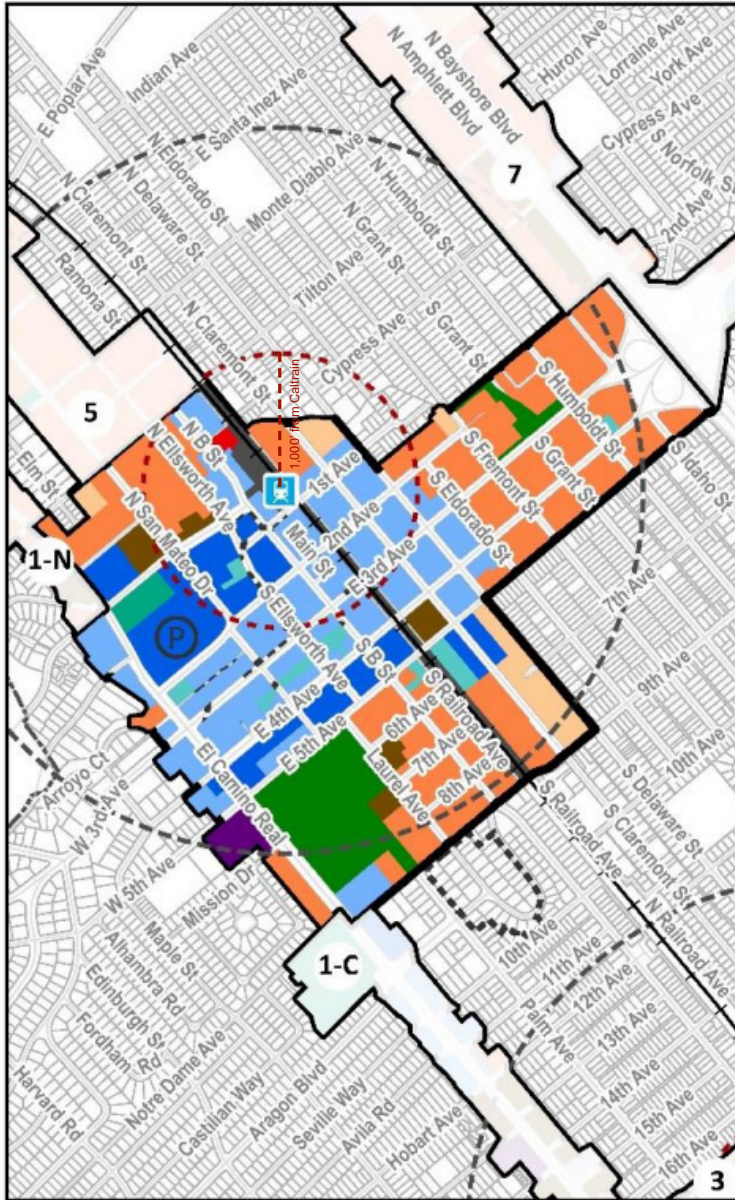 E Poplar Ave
Indian Ave
E Santa Inez Ave
N Eldorado St
N Delaware St
N Claremont St
Ramona St
Monte Diablo Ave
N Humboldt St
N Grant St
Tilton Ave
N Claremont St
Cypress Ave
N Bayshore Blvd
N Amphlett Blvd
Huron Ave
Lorraine Ave
York Ave
Cypress Ave
S Norfolk S
2nd Ave
7
5
1,000' from Caltrain
S Grant St
S Humboldt St
S Fremont St
S Grant St
S Idaho St
S Eldorado St
N B St
N Ellsworth Ave
N San Mateo Dr
Elm St
1-N
1st Ave
2nd Ave
Main St
E 3rd Ave
S Ellsworth Ave
S B St
P
E 4th Ave
E 5th Ave
El Camino Real
S Railroad Ave
6th Ave
7th Ave
8th Ave
Laurel Ave
7th Ave
9th Ave
10th Ave
S Delaware St
S Claremont St
S Railroad Ave
N Railroad Ave
Arroyo Ct
W 3rd Ave
W 5th Ave
Mission Dr
Maple St
Alhambra Rd
Edinburgh St
Fordham Rd
Harvard Rd
Notre Dame Ave
Castilian Way
Aragon Blvd
Seville Way
Avila Rd
Hobart Ave
1-C
10th Ave
11th Ave
12th Ave
13th Ave
14th Ave
15th Ave
16th Ave
Palm Ave
3